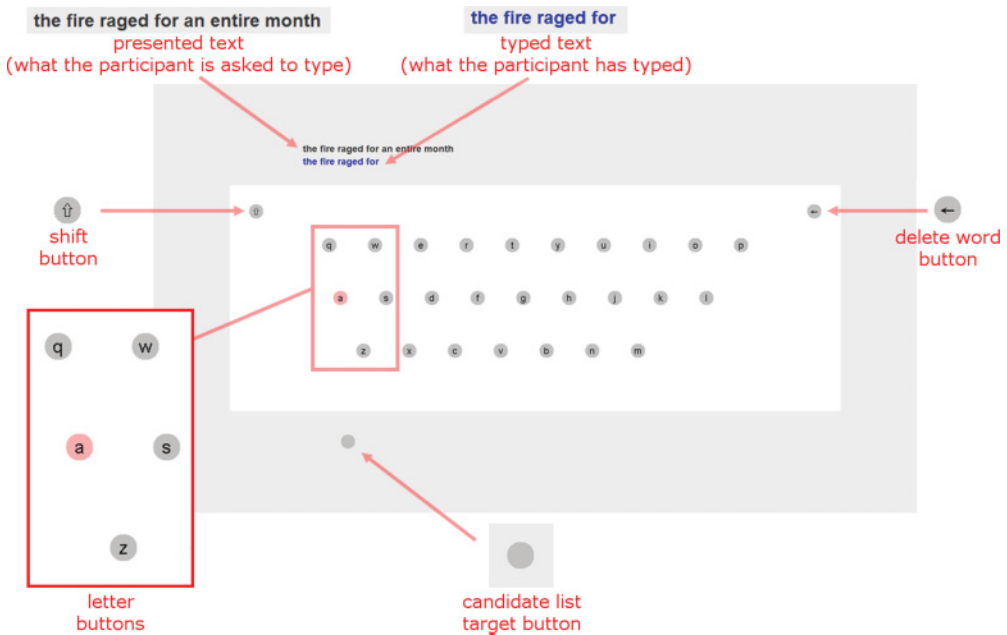 the fire raged for an entire month
the fire raged for
presented text
(what the participant is asked to type)
typed text
(what the participant has typed)
the fire raged for an entire month
the fire raged for
⇧
shift
button
⇧
←
←
delete word
button
q w e r t y u i o p
a s d f g h j k l
z x c v b n m
q w
a s
z
letter
buttons
candidate list
target button